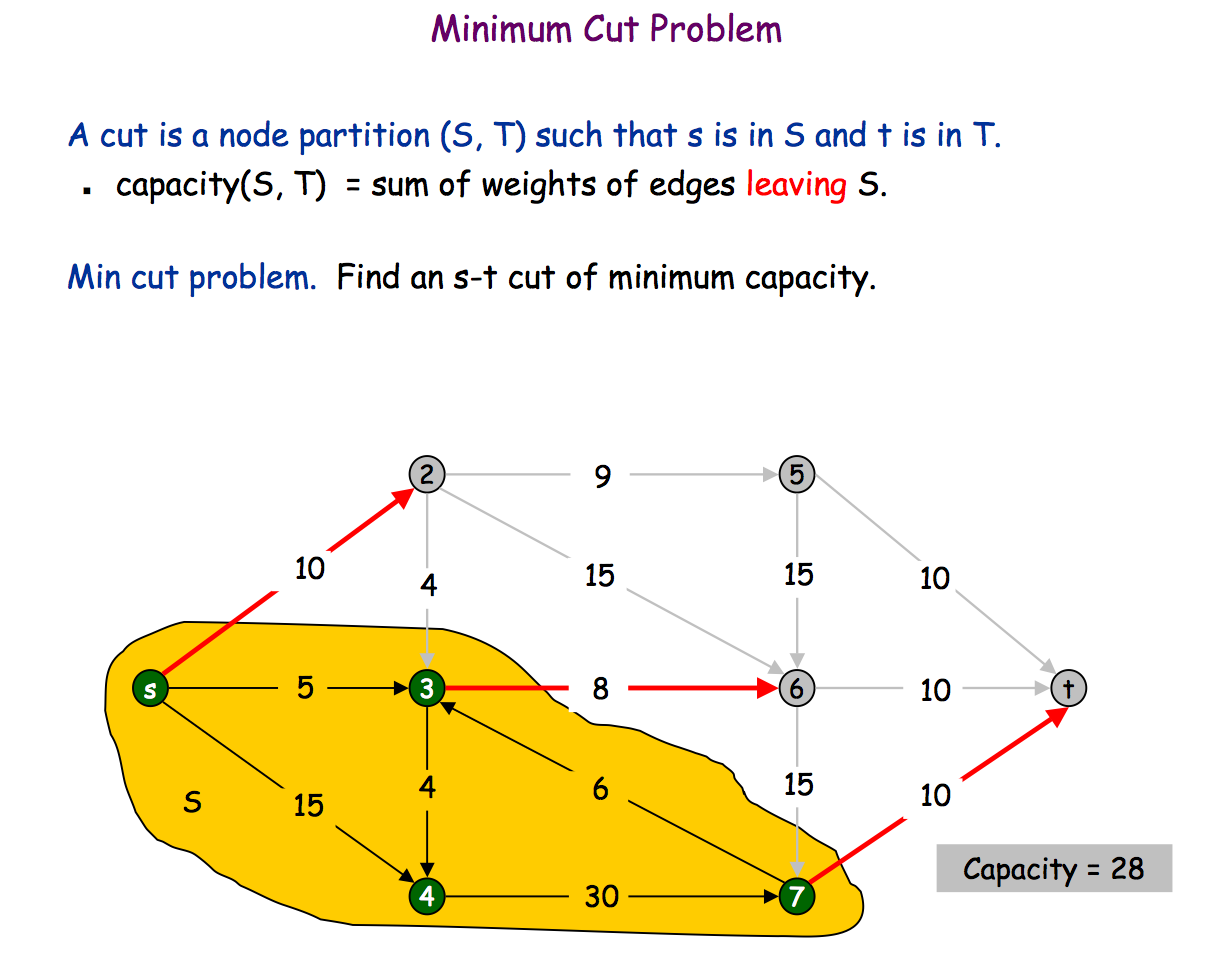 Minimum Cut Problem
A cut is a node partition (S, T) such that s is in S and t is in T.
▪ capacity(S, T) = sum of weights of edges leaving S.
Min cut problem. Find an s-t cut of minimum capacity.
2 9 5
10 4 15 15 10
s 5 3 8 6 10 t
S 15 4 6 15 10
Capacity = 28
4 30 7